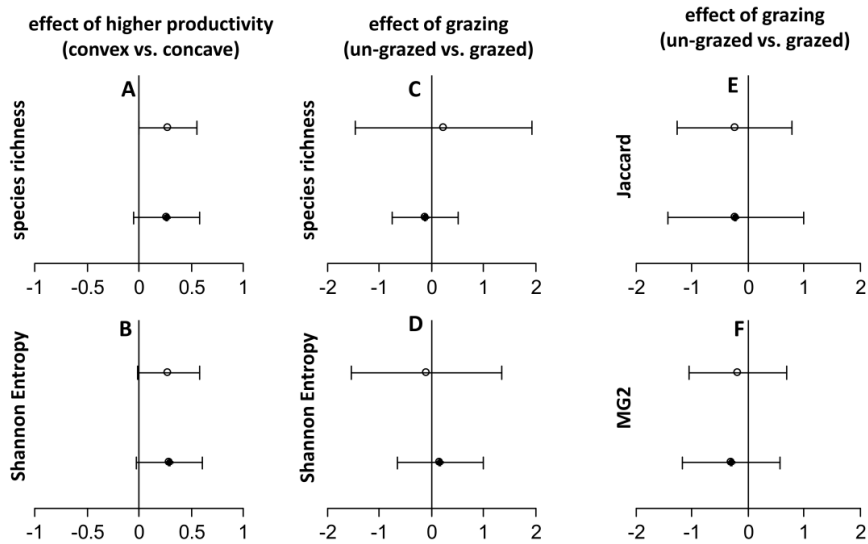 effect of higher productivity
(convex vs. concave)
effect of grazing
(un-grazed vs. grazed)
effect of grazing
(un-grazed vs. grazed)
A
species richness
-1 -0.5 0 0.5 1
C
species richness
-2 -1 0 1 2
E
Jaccard
-2 -1 0 1 2
B
Shannon Entropy
-1 -0.5 0 0.5 1
D
Shannon Entropy
-2 -1 0 1 2
F
MG2
-2 -1 0 1 2